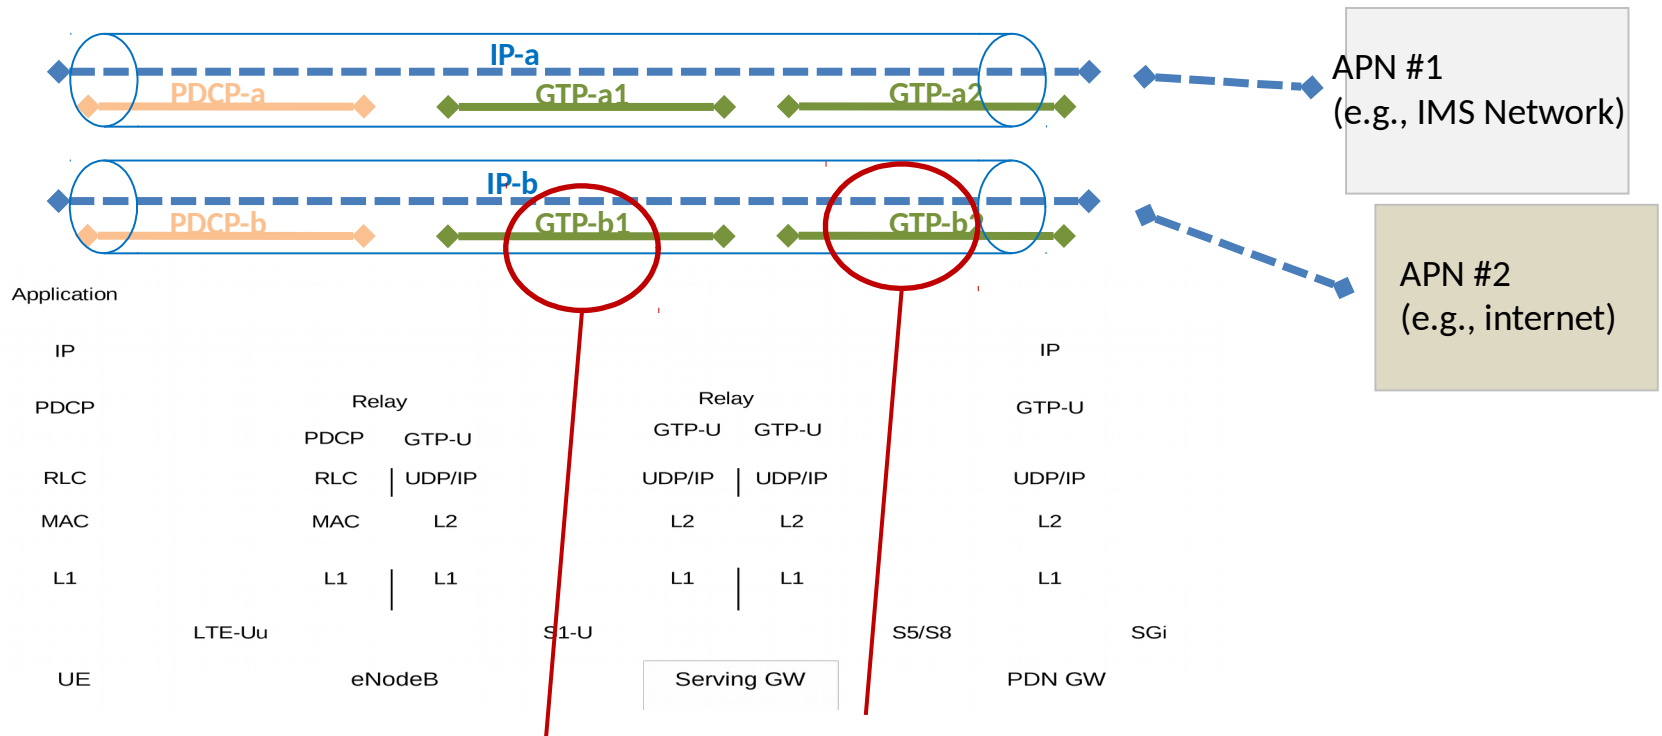 IP-a
PDCP-a
GTP-a1
GTP-a2
APN #1
(e.g., IMS Network)
IP-b
PDCP-b
GTP-b1
GTP-b2
APN #2
(e.g., internet)
Application
IP
IP
PDCP
Relay
Relay
GTP-U
PDCP
GTP-U
GTP-U
GTP-U
RLC
RLC
UDP/IP
UDP/IP
UDP/IP
UDP/IP
MAC
MAC
L2
L2
L2
L2
L1
L1
L1
L1
L1
L1
LTE-Uu
S1-U
S5/S8
SGi
UE
eNodeB
Serving GW
PDN GW